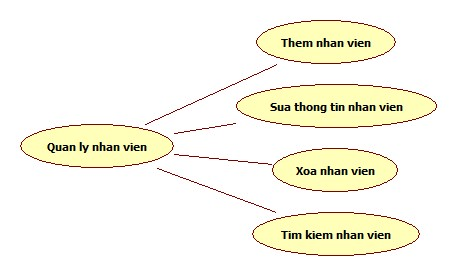 Them nhan vien
Sua thong tin nhan vien
Quan ly nhan vien
Xoa nhan vien
Tim kiem nhan vien